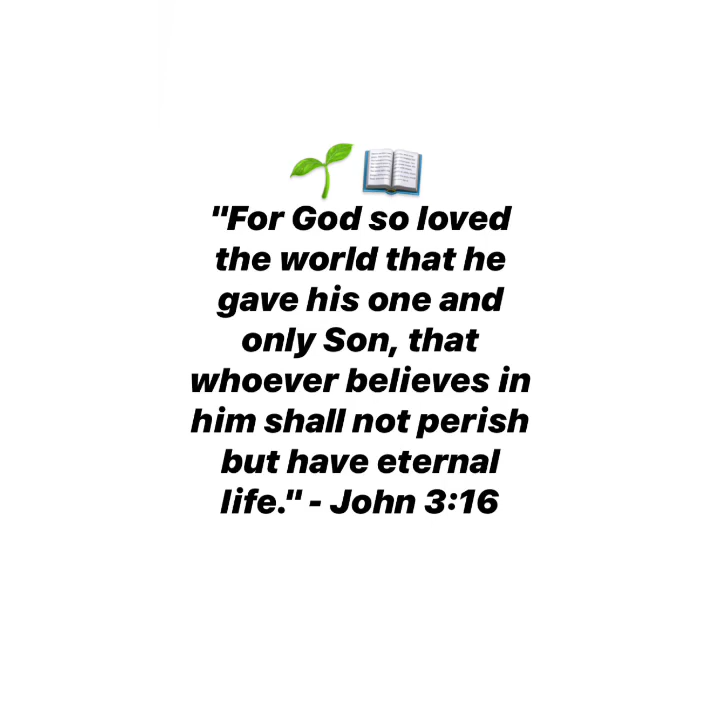 "For God so loved
the world that he
gave his one and
only Son, that
whoever believes in
him shall not perish
but have eternal
life." - John 3:16